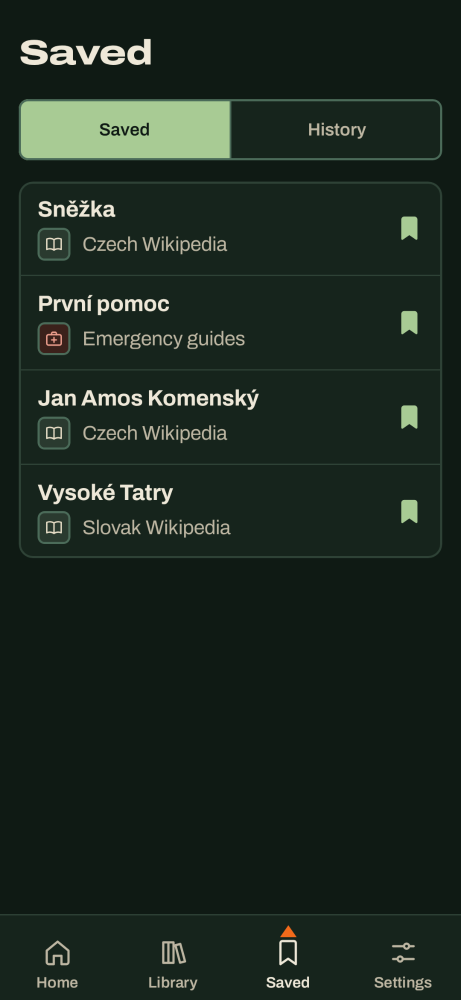 Saved
Saved
History
Sněžka
Czech Wikipedia
První pomoc
Emergency guides
Jan Amos Komenský
Czech Wikipedia
Vysoké Tatry
Slovak Wikipedia
Home
Library
Saved
Settings